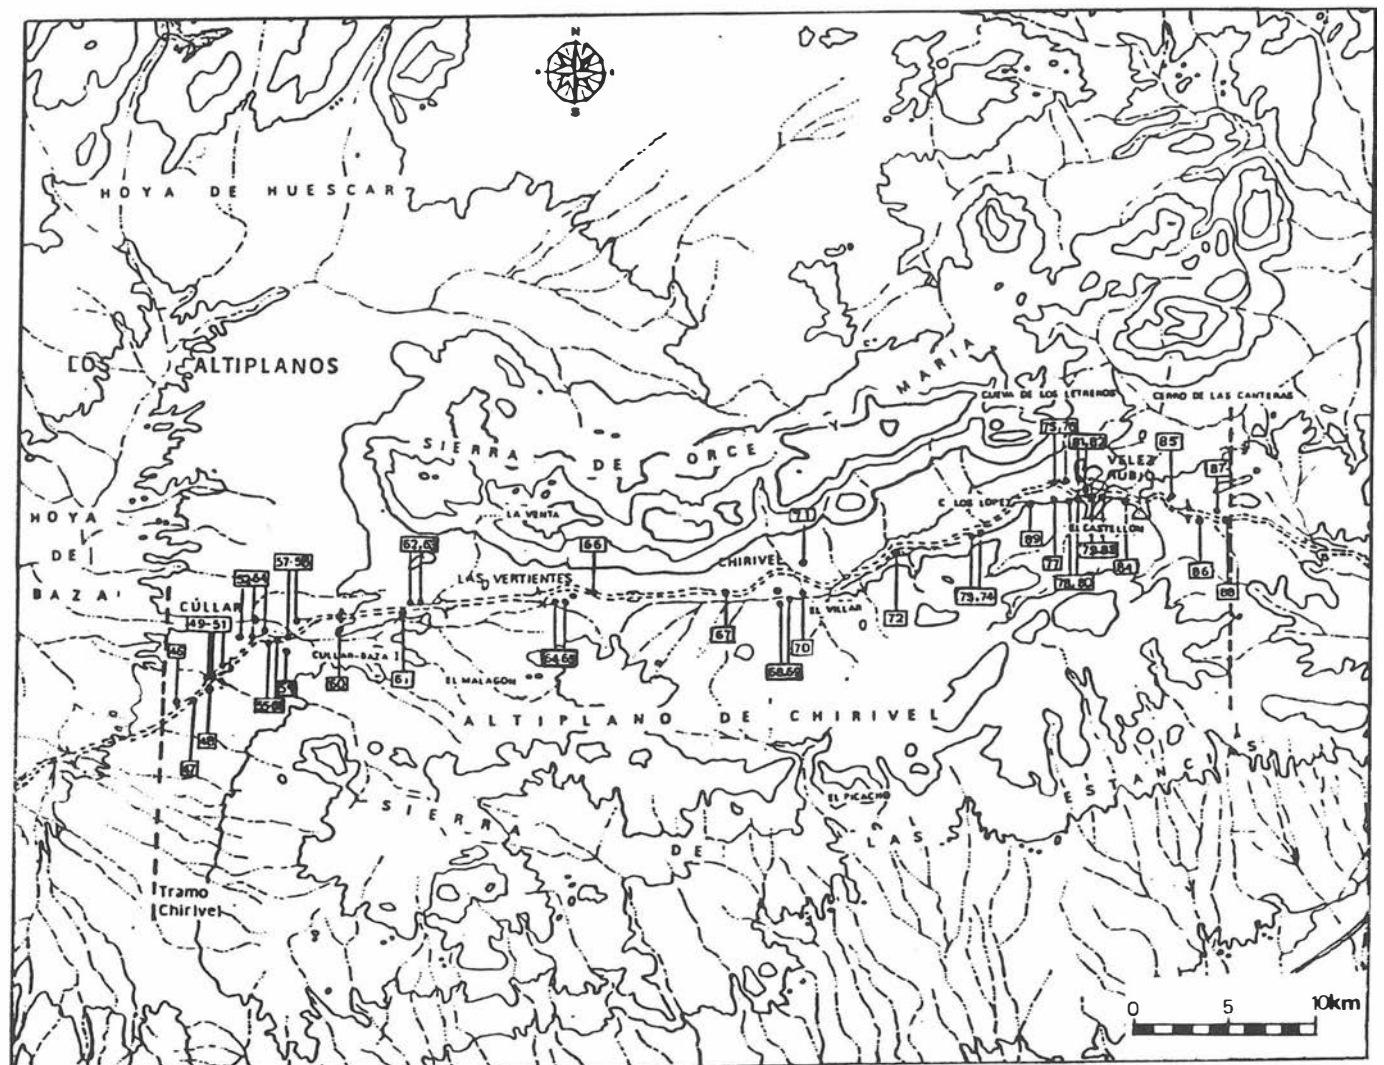 N
S
HOYA DE HUESCAR
LOS ALTIPLANOS
MARIA
Y
SIERRA DE ORCE
CUEVA DE LOS LETREROS
CERRO DE LAS CANTERAS
75,76
81,82
85
VELEZ
RUBIO
87
LA VENTA
C. LOS LOPEZ
HOYA
DE
BAZA
71
EL CASTELLON
89
77
79-83
78,80
84
86
88
57-58
62,63
66
CHIRIVEL
LAS VERTIENTES
CÚLLAR
49-51
46
EL VILLAR
72
73,74
67
70
68,69
64,65
CULLAR-BAZA I
60
61
EL MALAGON
48
47
ALTIPLANO DE CHIRIVEL
EL PICACHO
SIERRA DE LAS ESTANCIAS
Tramo
Chirivel
0 5 10km